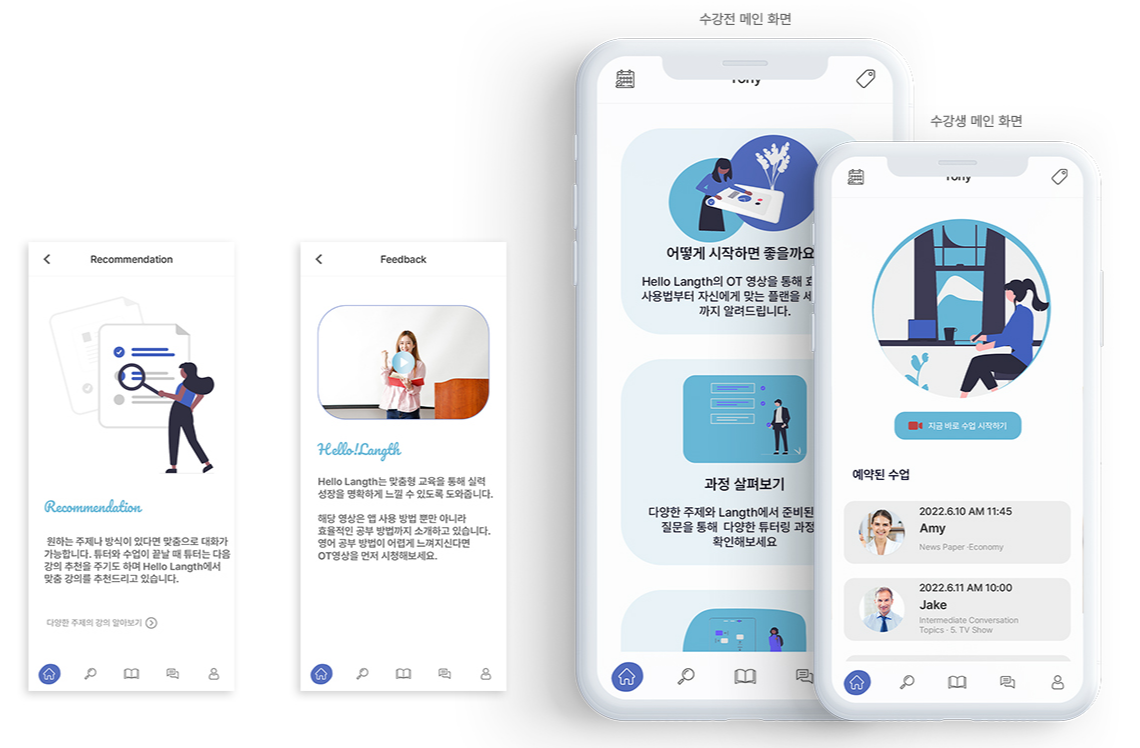 수강전 메인 화면
Tony
어떻게 시작하면 좋을까요
Hello Langth의 OT 영상을 통해
사용법부터 자신에게 맞는 플랜을 세
까지 알려드립니다.
과정 살펴보기
다양한 주제와 Langth에서 준비된
질문을 통해 다양한 튜터링 과정
확인해보세요
수강생 메인 화면
Tony
지금 바로 수업 시작하기
예약된 수업
2022.6.10 AM 11:45
Amy
News Paper ·Economy
2022.6.11 AM 10:00
Jake
Intermediate Conversation
Topics · 5. TV Show
Recommendation
Recommendation
원하는 주제나 방식이 있다면 맞춤으로 대화가
가능합니다. 튜터와 수업이 끝날 때 튜터는 다음
강의 추천을 주기도 하며 Hello Langth에서
맞춤 강의를 추천드리고 있습니다.
다양한 주제의 강의 알아보기
Feedback
Hello!Langth
Hello Langth는 맞춤형 교육을 통해 실력
성장을 명확하게 느낄 수 있도록 도와줍니다.
해당 영상은 앱 사용 방법 뿐만 아니라
효율적인 공부 방법까지 소개하고 있습니다.
영어 공부 방법이 어렵게 느껴지신다면
OT영상을 먼저 시청해보세요.